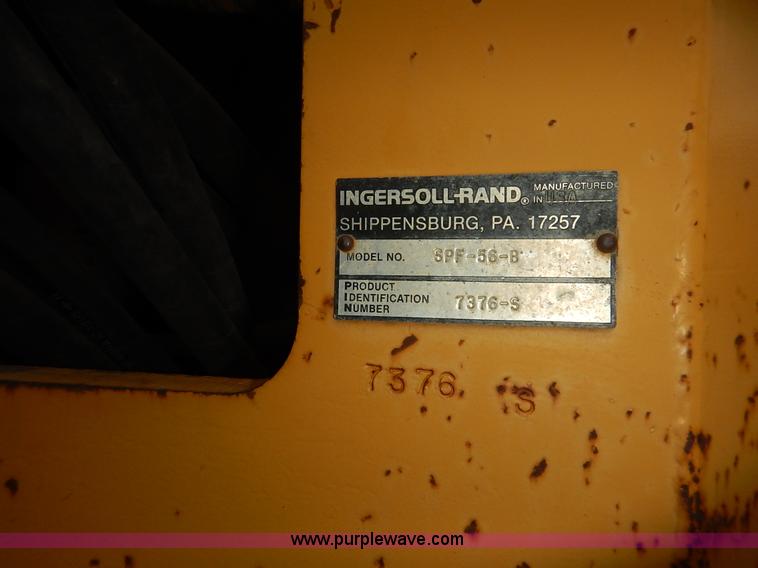 INGERSOLL-RAND® MANUFACTURED IN USA
SHIPPENSBURG, PA. 17257
MODEL NO. SPF-56-B
PRODUCT
IDENTIFICATION
NUMBER 7376-S
7376 S
www.purplewave.com